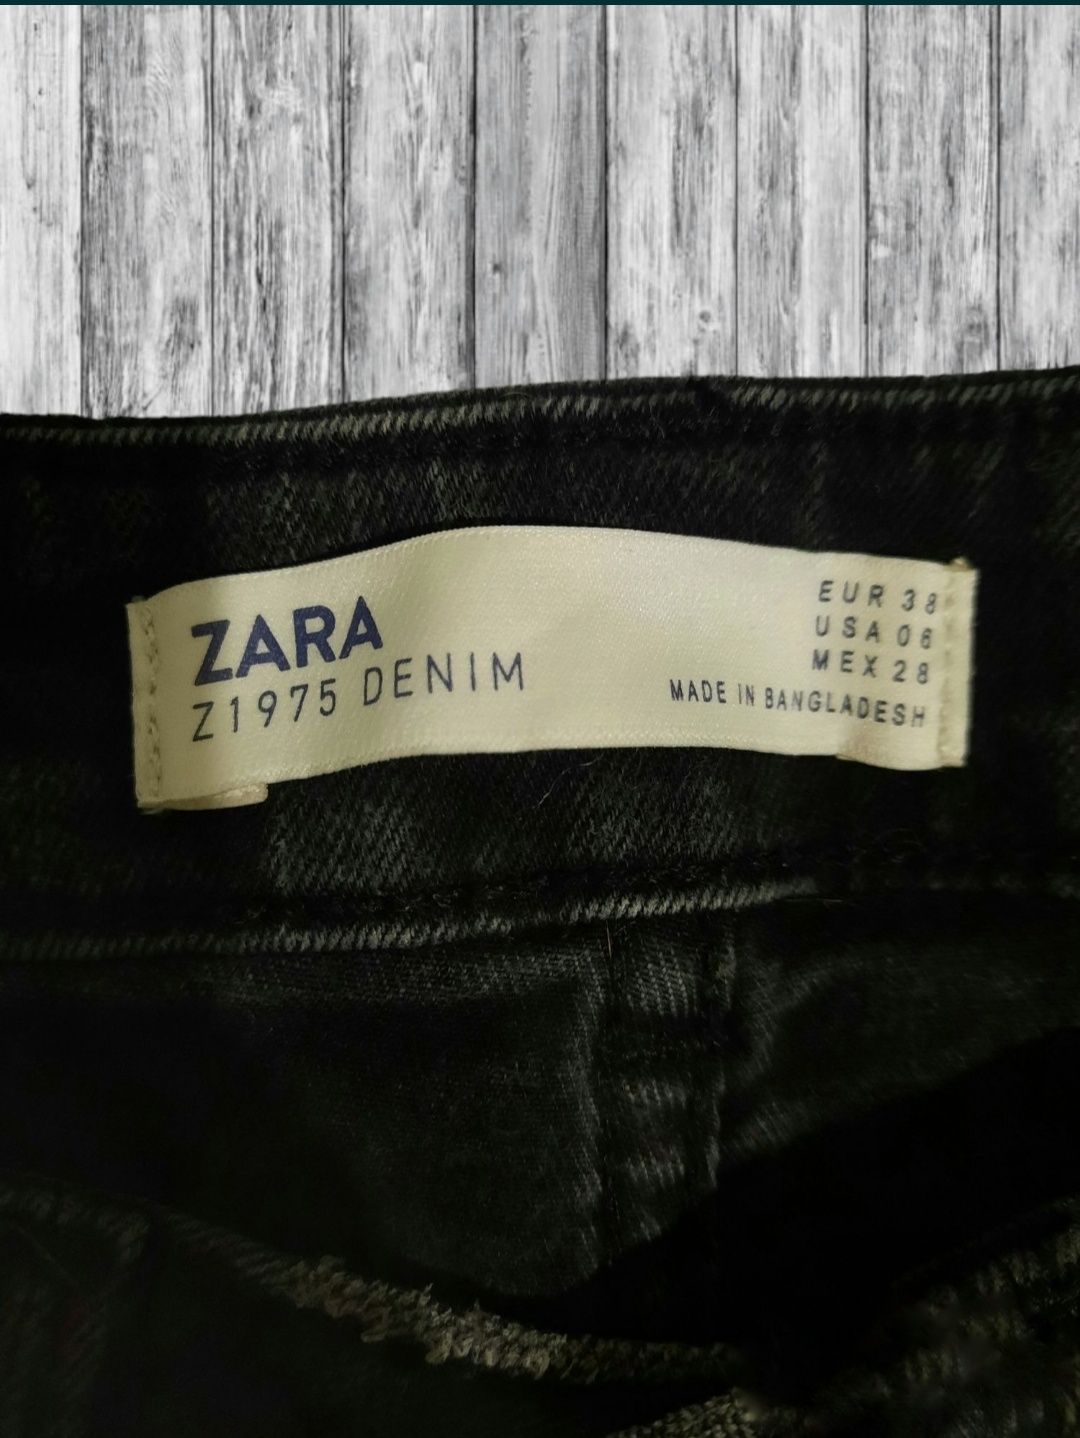 ZARA
Z1975 DENIM
EUR 38
USA 06
MEX 28
MADE IN BANGLADESH